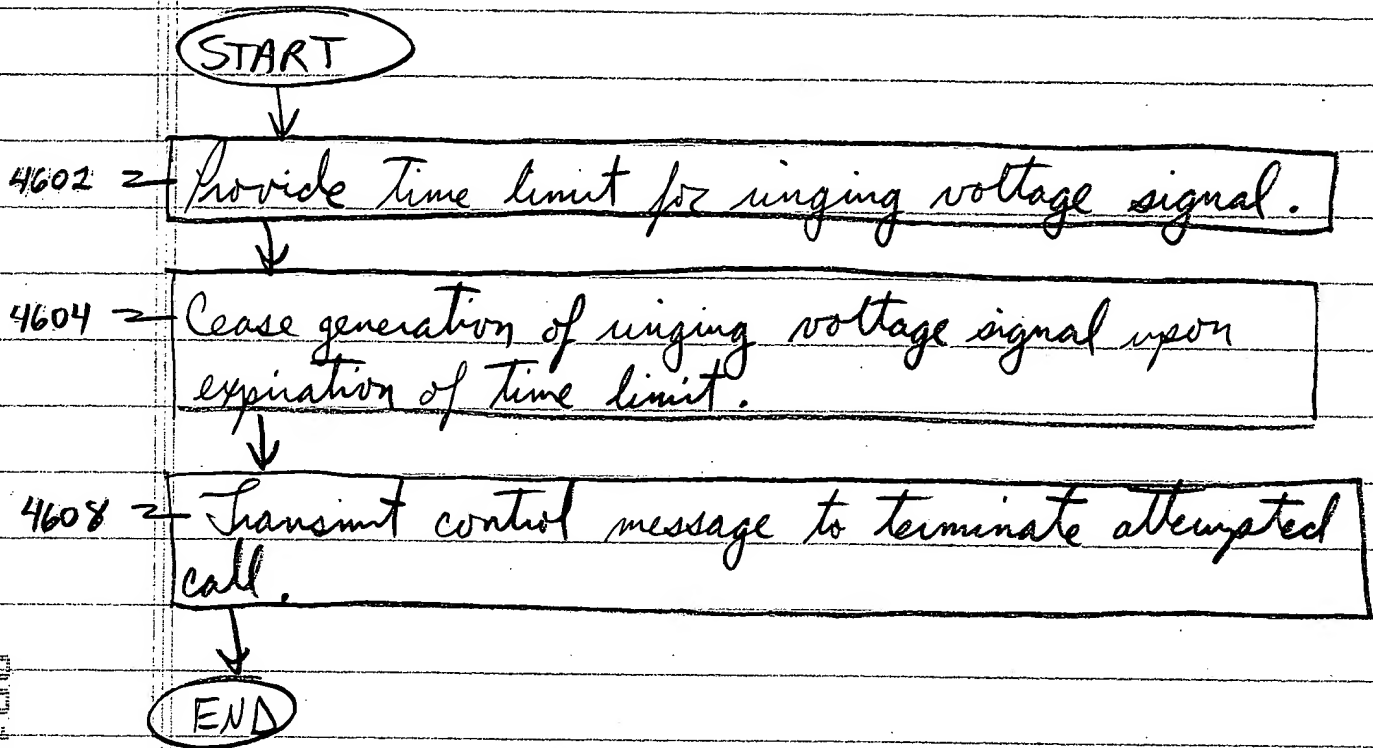 START
4602 Provide time limit for ringing voltage signal.
4604 Cease generation of ringing voltage signal upon
expiration of time limit.
4608 Transmit control message to terminate attempted
call.
END